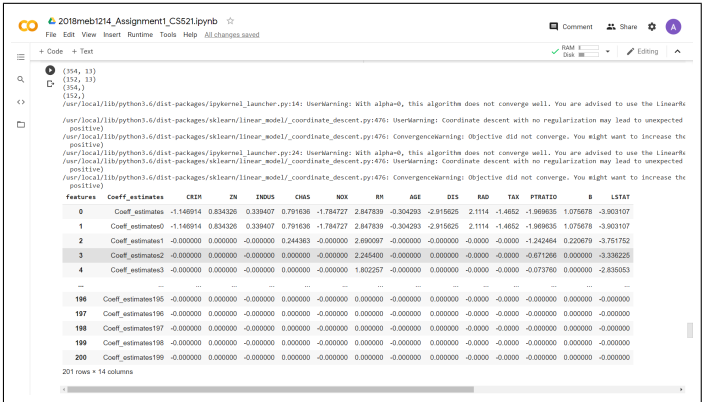 2018meb1214_Assignment1_CS521.ipynb
Comment Share A
File Edit View Insert Runtime Tools Help All changes saved
+ Code + Text RAM Disk Editing
(354, 13)
(152, 13)
(354,)
(152,)
/usr/local/lib/python3.6/dist-packages/ipykernel_launcher.py:14: UserWarning: With alpha=0, this algorithm does not converge well. You are advised to use the LinearRe
/usr/local/lib/python3.6/dist-packages/sklearn/linear_model/_coordinate_descent.py:476: UserWarning: Coordinate descent with no regularization may lead to unexpected
positive)
/usr/local/lib/python3.6/dist-packages/sklearn/linear_model/_coordinate_descent.py:476: ConvergenceWarning: Objective did not converge. You might want to increase the
positive)
/usr/local/lib/python3.6/dist-packages/ipykernel_launcher.py:24: UserWarning: With alpha=0, this algorithm does not converge well. You are advised to use the LinearRe
/usr/local/lib/python3.6/dist-packages/sklearn/linear_model/_coordinate_descent.py:476: UserWarning: Coordinate descent with no regularization may lead to unexpected
positive)
/usr/local/lib/python3.6/dist-packages/sklearn/linear_model/_coordinate_descent.py:476: ConvergenceWarning: Objective did not converge. You might want to increase the
positive)
features Coeff_estimates CRIM ZN INDUS CHAS NOX RM AGE DIS RAD TAX PTRATIO B LSTAT
0 Coeff_estimates -1.146914 0.834326 0.339407 0.791636 -1.784727 2.847839 -0.304293 -2.915625 2.1114 -1.4652 -1.969635 1.075678 -3.903107
1 Coeff_estimates0 -1.146914 0.834326 0.339407 0.791636 -1.784727 2.847839 -0.304293 -2.915625 2.1114 -1.4652 -1.969635 1.075678 -3.903107
2 Coeff_estimates1 -0.000000 0.000000 -0.000000 0.244363 -0.000000 2.690097 -0.000000 -0.000000 -0.0000 -0.0000 -1.242464 0.220679 -3.751752
3 Coeff_estimates2 -0.000000 0.000000 -0.000000 0.000000 -0.000000 2.245400 -0.000000 0.000000 -0.0000 -0.0000 -0.671266 0.000000 -3.336225
4 Coeff_estimates3 -0.000000 0.000000 -0.000000 0.000000 -0.000000 1.802257 -0.000000 0.000000 -0.0000 -0.0000 -0.073760 0.000000 -2.835053
... ... ... ... ... ... ... ... ... ... ... ... ... ... ...
196 Coeff_estimates195 -0.000000 0.000000 -0.000000 0.000000 -0.000000 0.000000 -0.000000 0.000000 -0.0000 -0.0000 -0.000000 0.000000 -0.000000
197 Coeff_estimates196 -0.000000 0.000000 -0.000000 0.000000 -0.000000 0.000000 -0.000000 0.000000 -0.0000 -0.0000 -0.000000 0.000000 -0.000000
198 Coeff_estimates197 -0.000000 0.000000 -0.000000 0.000000 -0.000000 0.000000 -0.000000 0.000000 -0.0000 -0.0000 -0.000000 0.000000 -0.000000
199 Coeff_estimates198 -0.000000 0.000000 -0.000000 0.000000 -0.000000 0.000000 -0.000000 0.000000 -0.0000 -0.0000 -0.000000 0.000000 -0.000000
200 Coeff_estimates199 -0.000000 0.000000 -0.000000 0.000000 -0.000000 0.000000 -0.000000 0.000000 -0.0000 -0.0000 -0.000000 0.000000 -0.000000
201 rows × 14 columns